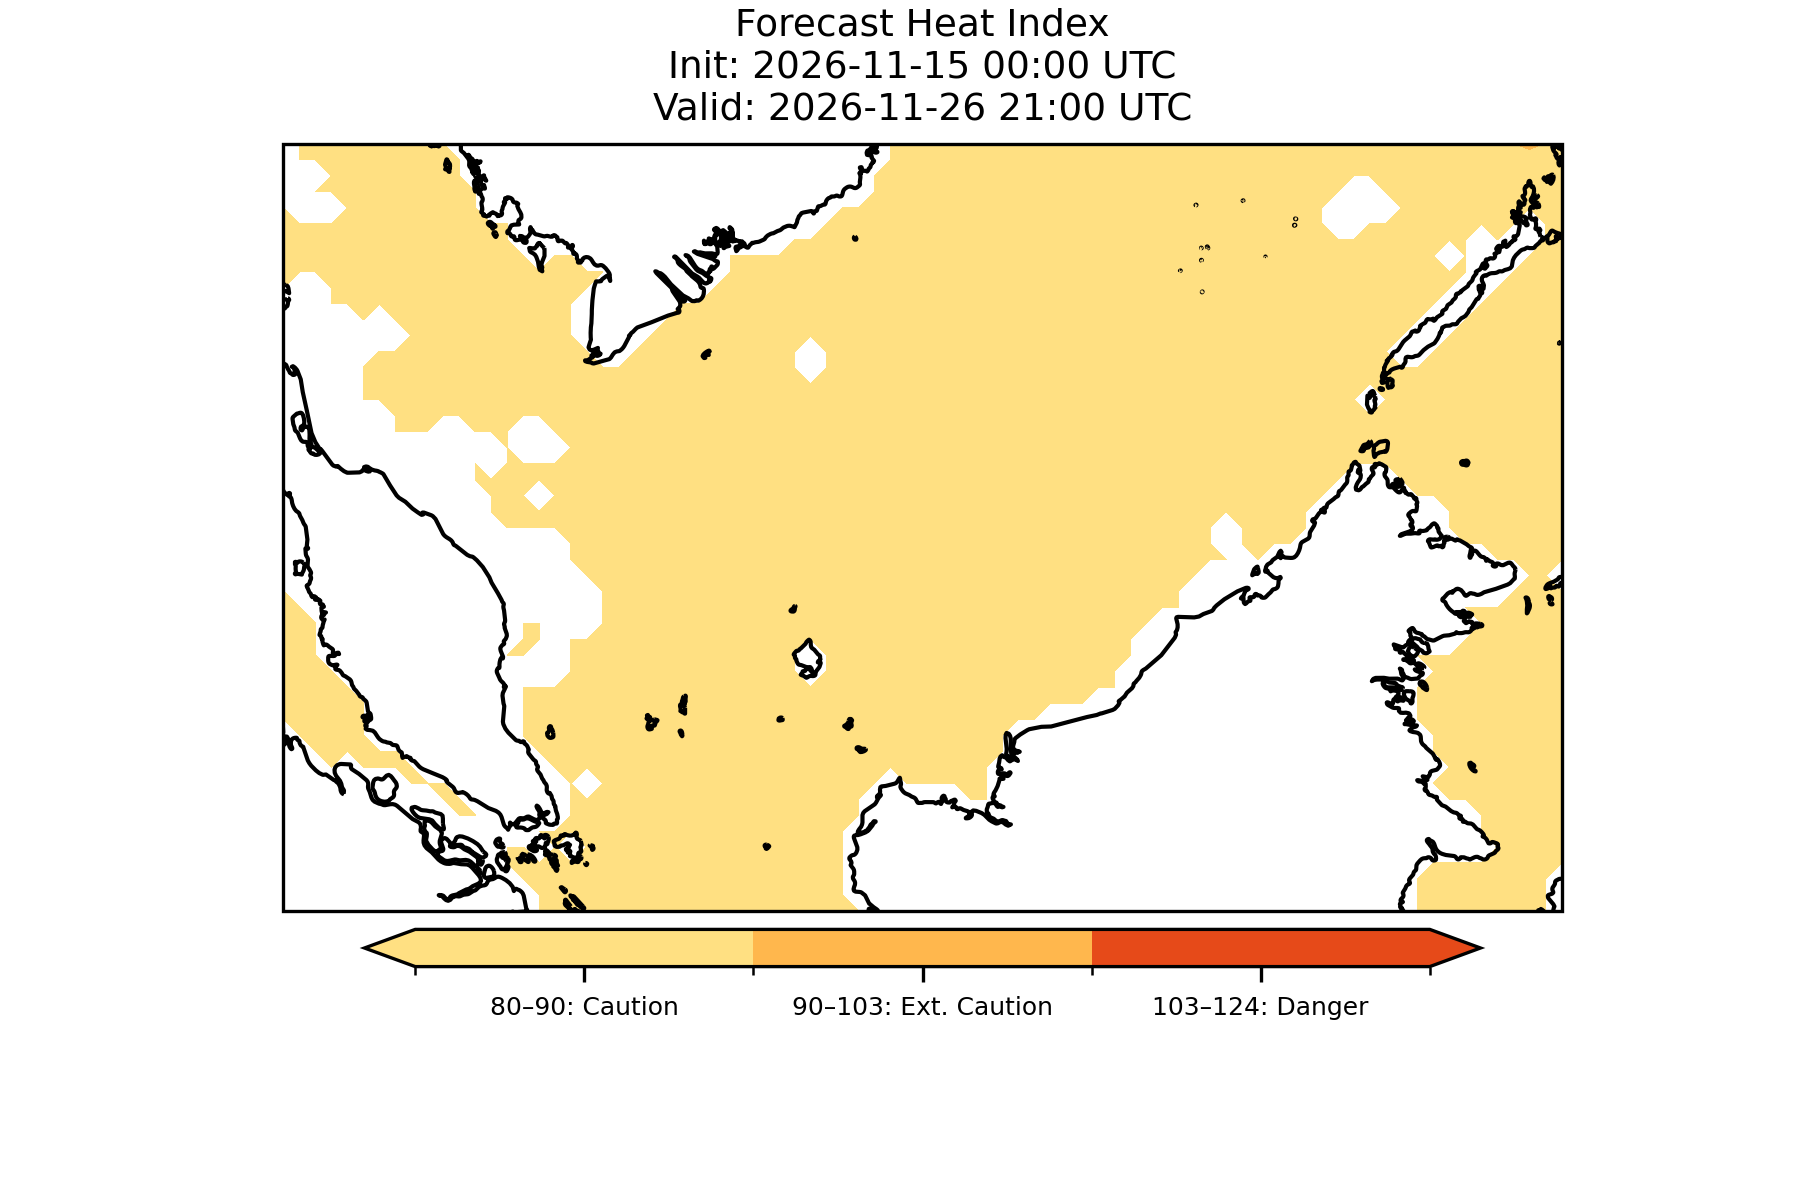 Forecast Heat Index
Init: 2026-11-15 00:00 UTC
Valid: 2026-11-26 21:00 UTC
80–90: Caution
90–103: Ext. Caution
103–124: Danger